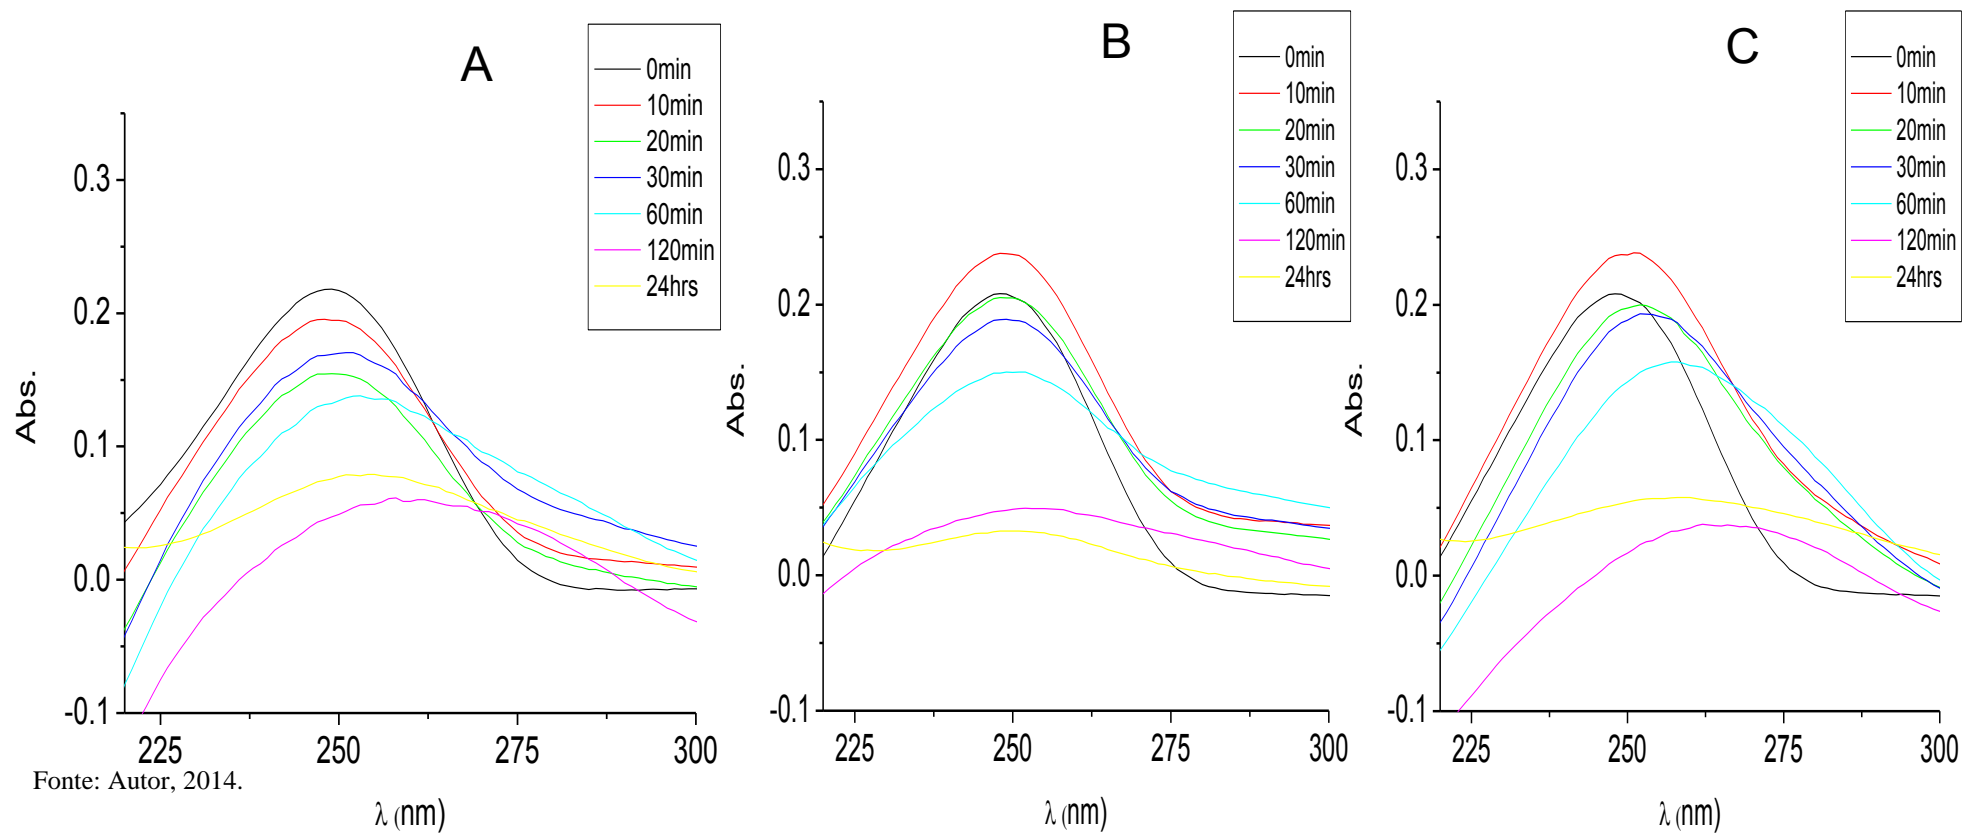 A
0min
10min
20min
30min
60min
120min
24hrs
0.3
0.2
0.1
0.0
-0.1
Abs.
225
250
275
300
λ (nm)
B
0min
10min
20min
30min
60min
120min
24hrs
0.3
0.2
0.1
0.0
-0.1
Abs.
225
250
275
300
λ (nm)
C
0min
10min
20min
30min
60min
120min
24hrs
0.3
0.2
0.1
0.0
-0.1
Abs.
225
250
275
300
λ (nm)
Fonte: Autor, 2014.